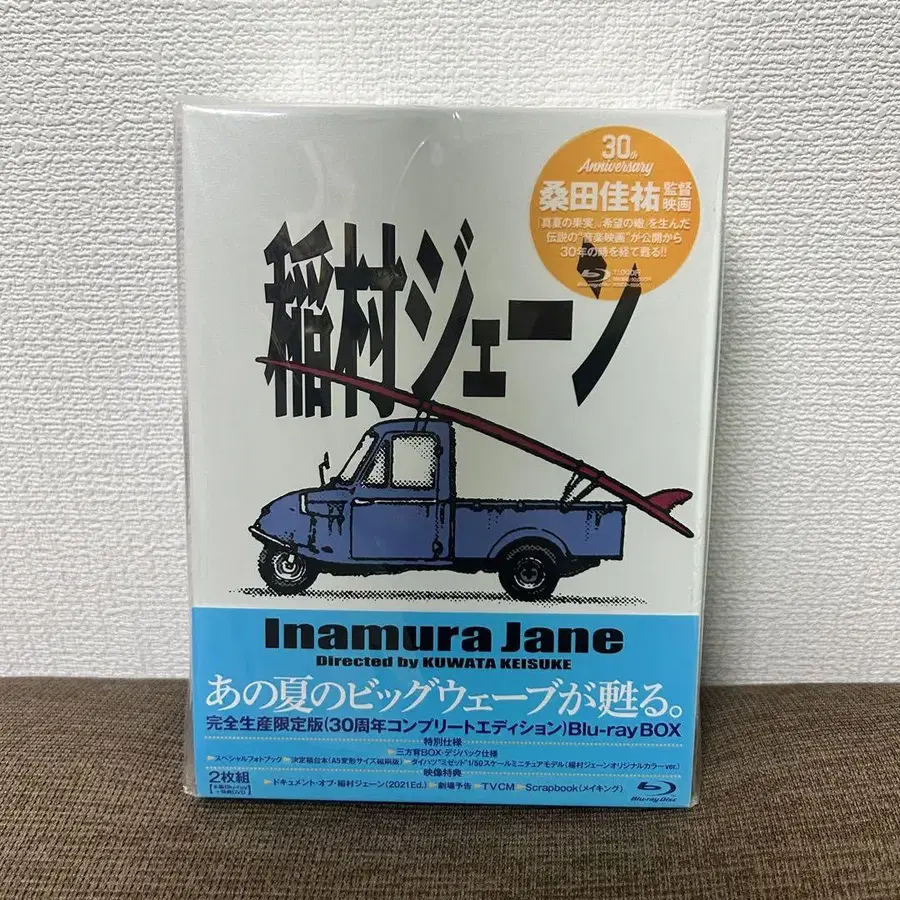 30th
Anniversary
桑田佳祐監督映画
「真夏の果実」「希望の轍」を生んだ
伝説の"音楽映画"が公開から
30年の時を経て甦る!!
稲村ジェーン
Inamura Jane
Directed by KUWATA KEISUKE
あの夏のビッグウェーブが甦る。
完全生産限定版(30周年コンプリートエディション)Blu-ray BOX
特別仕様
▶三方背BOX・デジパック仕様
▶スペシャルフォトブック ▶決定稿台本(A5変形サイズ縮刷版) ▶ダイハツ"ミゼット"1/50スケールミニチュアモデル(稲村ジェーンオリジナルカラーver.)
映像特典
2枚組
▶ドキュメント・オブ・稲村ジェーン(2021 Ed.) ▶劇場予告 ▶TVCM ▶Scrapbook(メイキング)
Blu-ray Disc